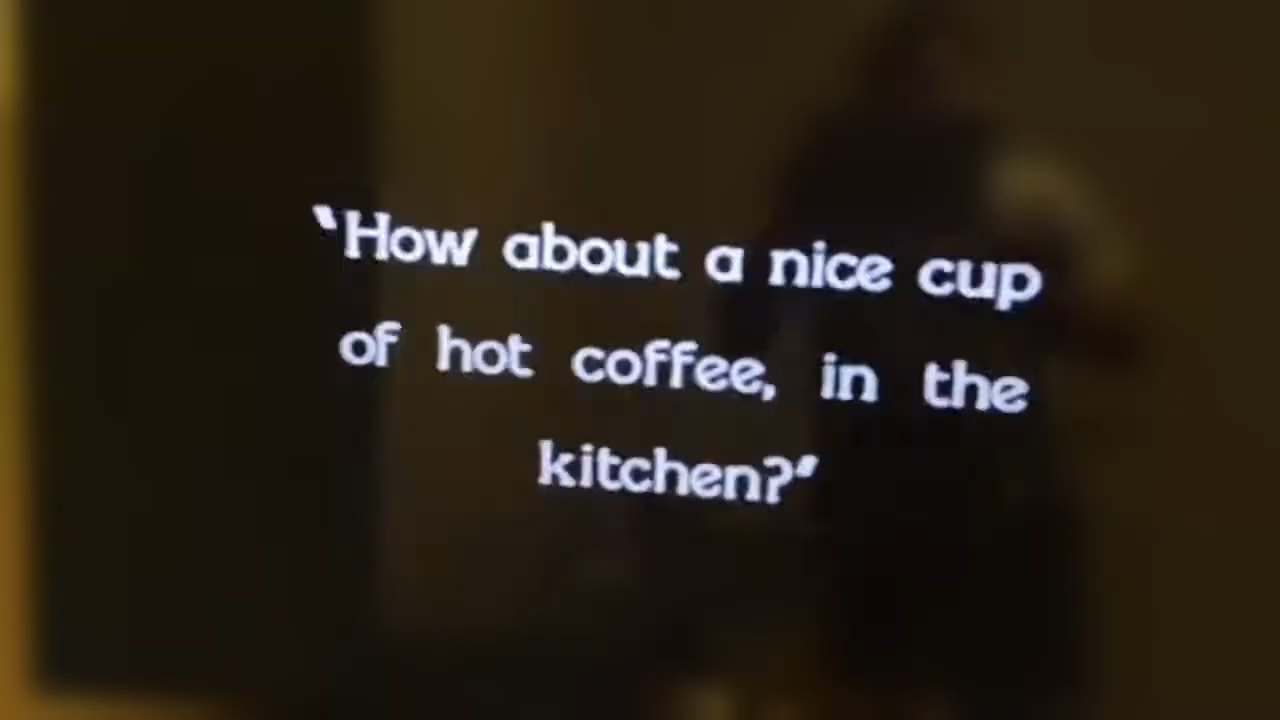 “How about a nice cup
of hot coffee, in the
kitchen?”